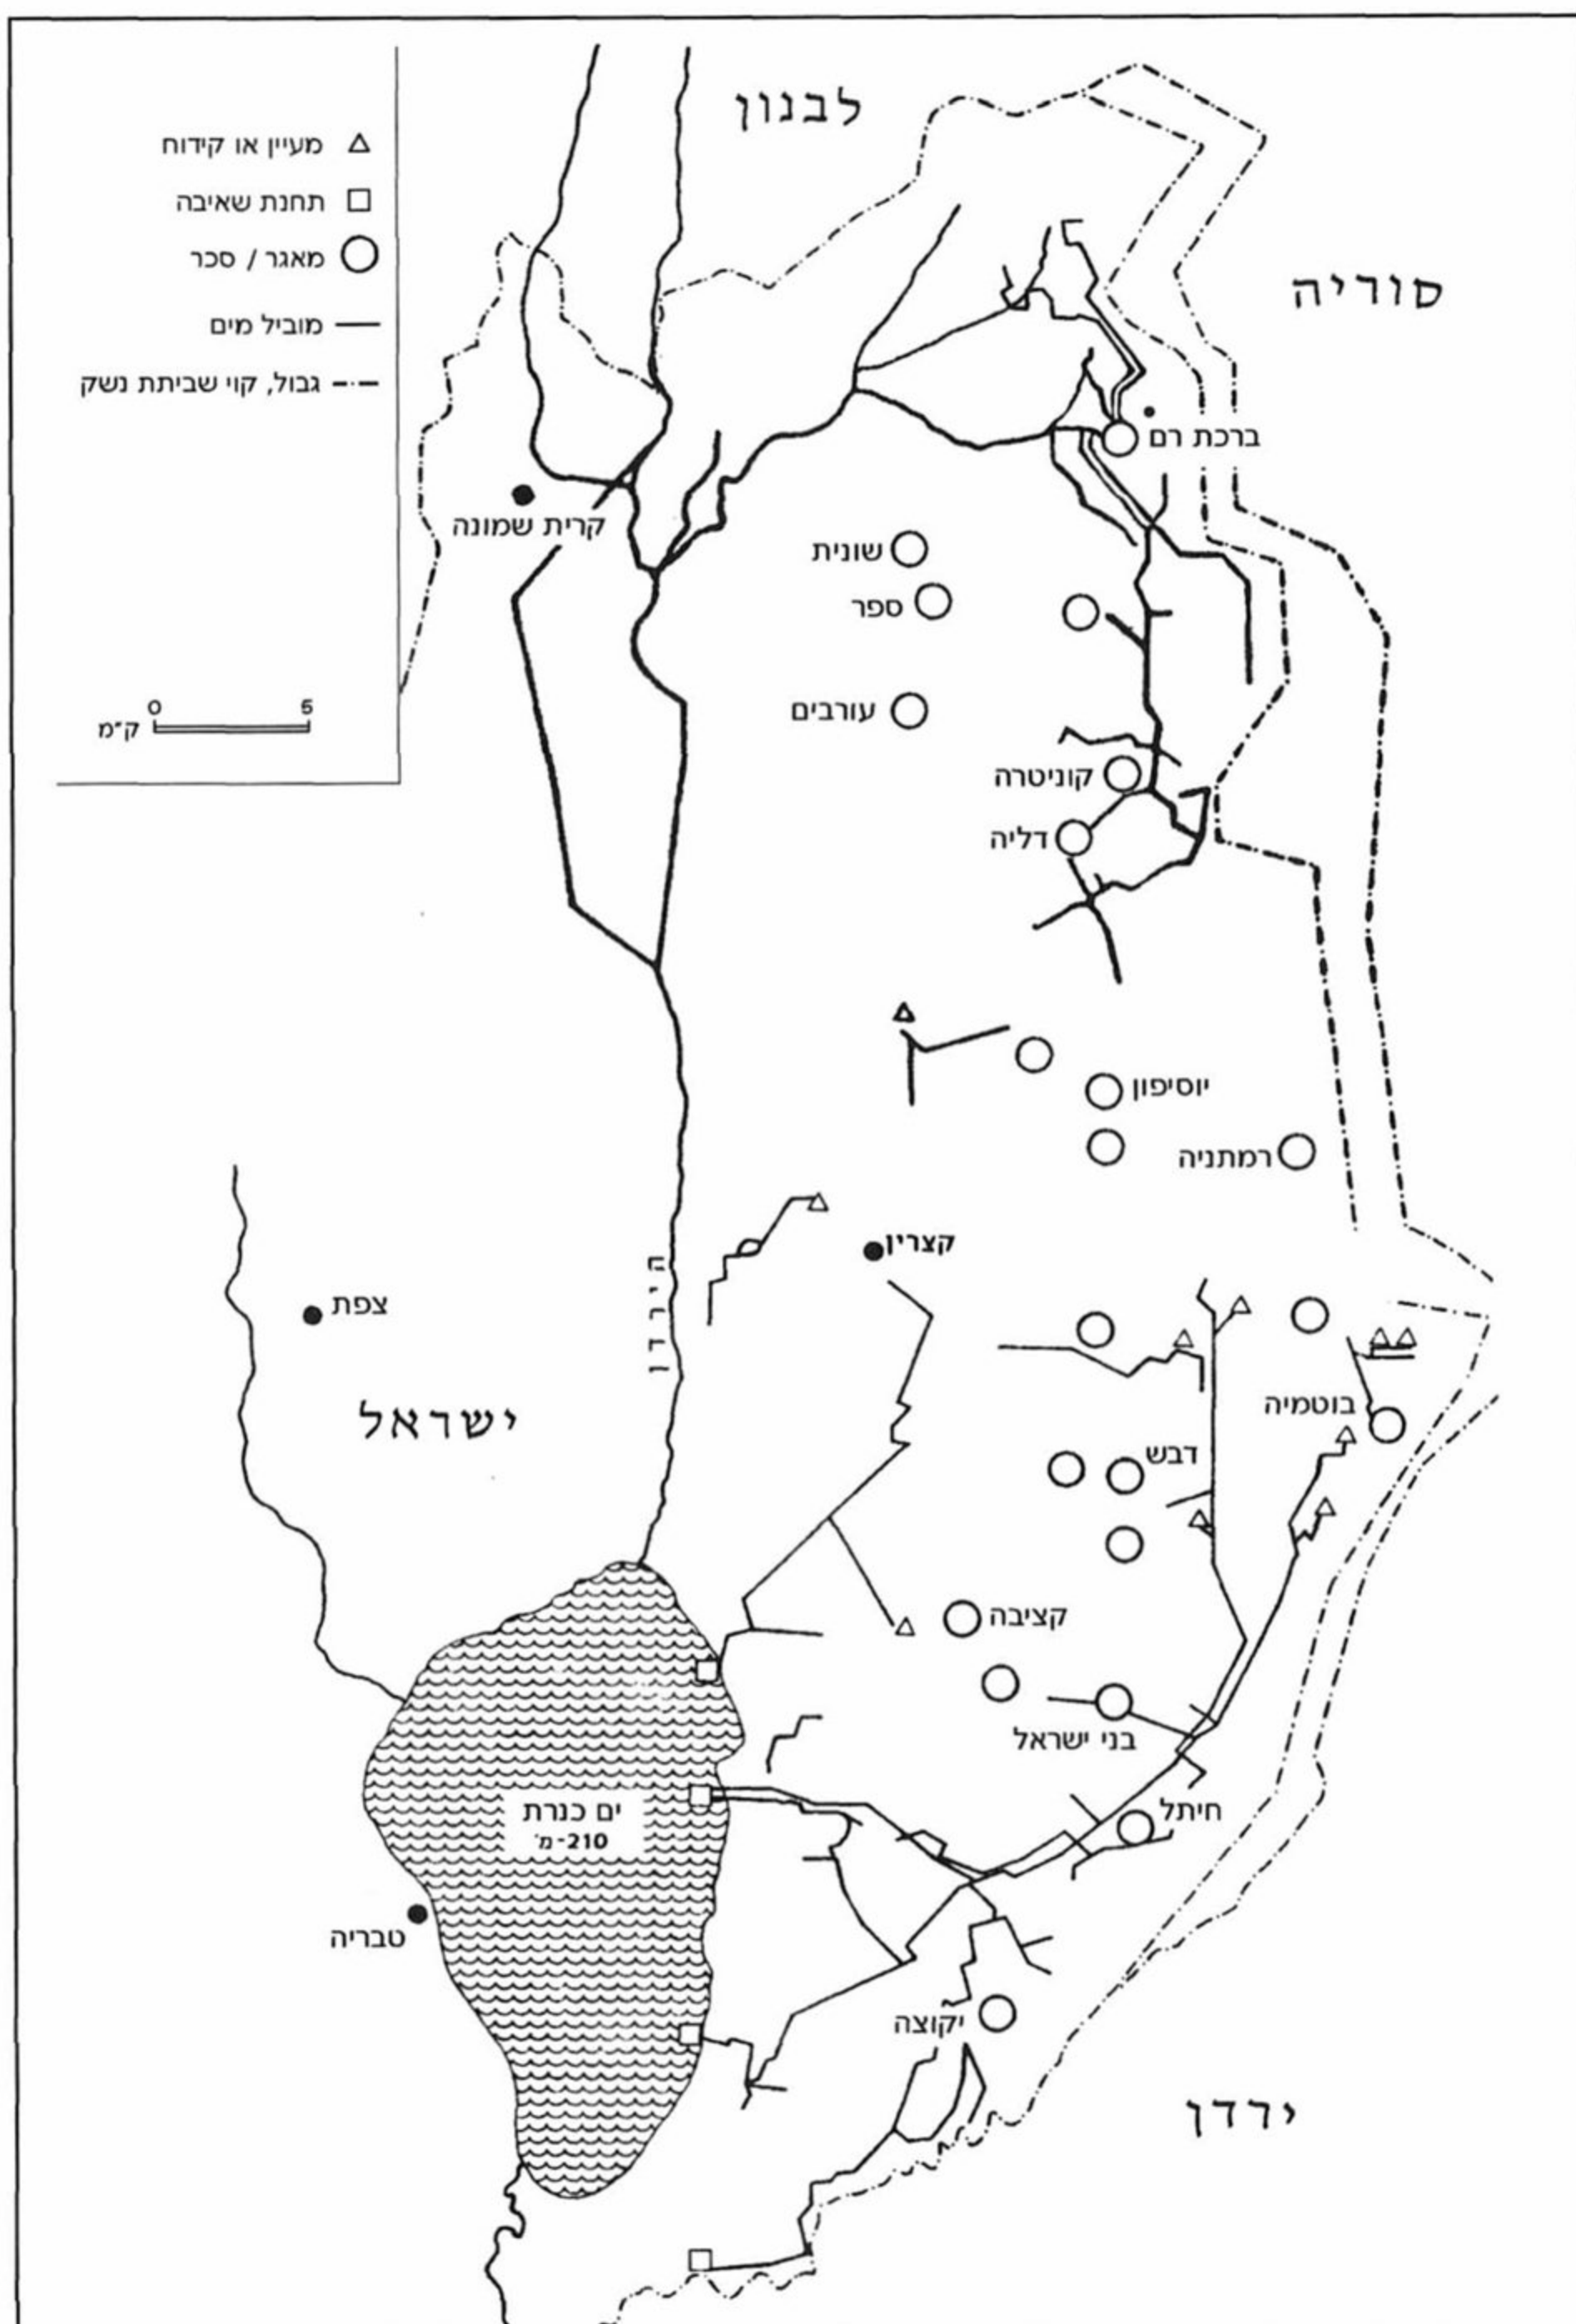 לבנון
סוריה
מעיין או קידוח
תחנת שאיבה
מאגר / סכר
מוביל מים
גבול, קוי שביתת נשק
0 5
ק"מ
ברכת רם
קרית שמונה
שונית
ספר
עורבים
קוניטרה
דליה
יוסיפון
רמתניה
קצרין
הירדן
צפת
ישראל
בוטמיה
דבש
קציבה
בני ישראל
חיתל
ים כנרת
210- מ'
טבריה
יקוצה
ירדן